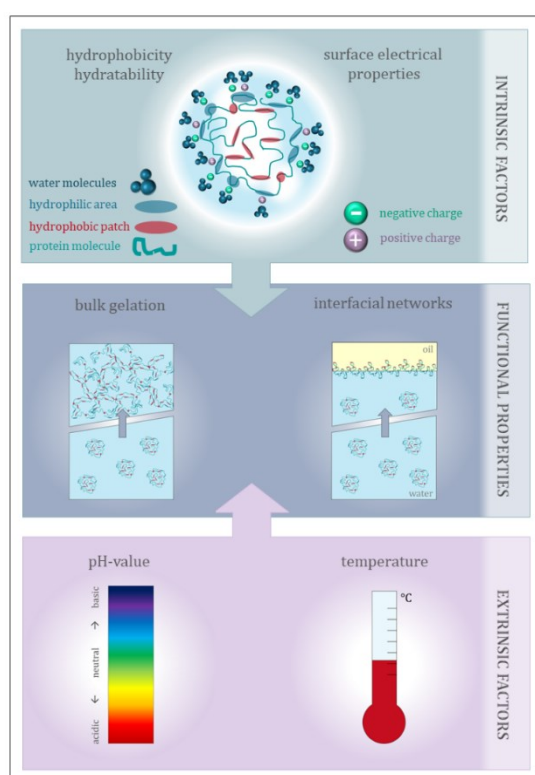 hydrophobicity
hydratability
surface electrical
properties
water molecules
hydrophilic area
hydrophobic patch
protein molecule
−
negative charge
+
positive charge
INTRINSIC FACTORS
bulk gelation
interfacial networks
oil
water
FUNCTIONAL PROPERTIES
pH-value
temperature
basic
↑
neutral
↓
acidic
°C
EXTRINSIC FACTORS